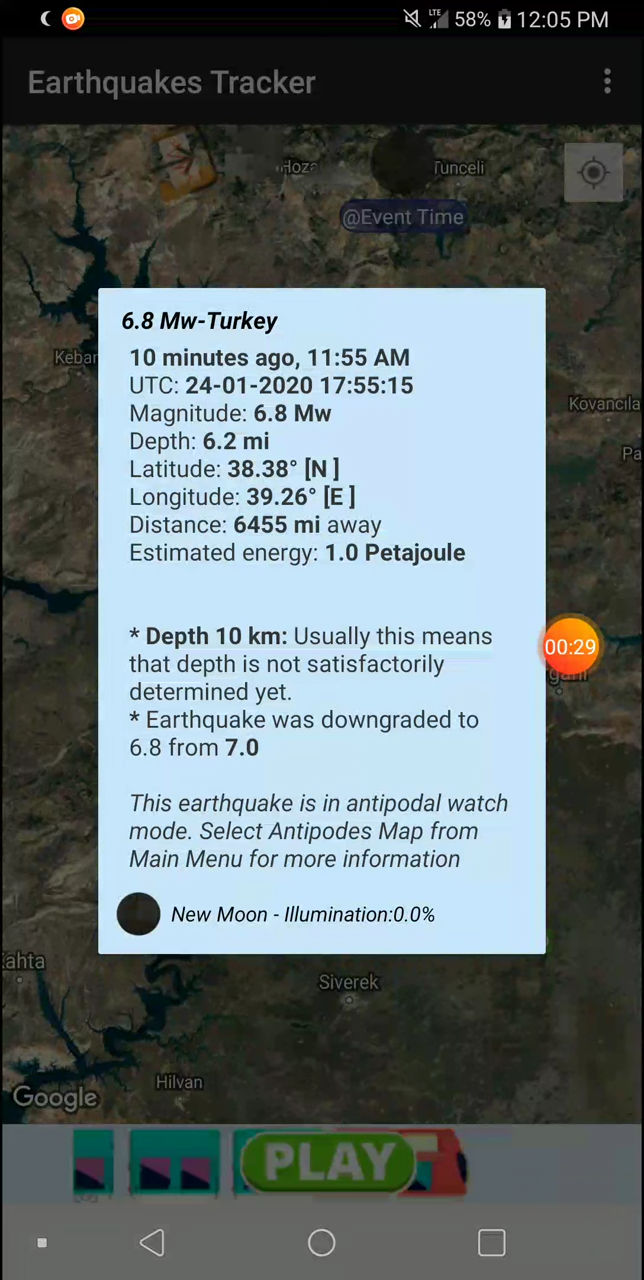 LTE 58% 12:05 PM
Earthquakes Tracker
Hoza
Tunceli
@Event Time
6.8 Mw-Turkey
10 minutes ago, 11:55 AM
Keban
UTC: 24-01-2020 17:55:15
Kovancıla
Magnitude: 6.8 Mw
Depth: 6.2 mi
Pa
Latitude: 38.38° [N ]
Longitude: 39.26° [E ]
Distance: 6455 mi away
Estimated energy: 1.0 Petajoule
* Depth 10 km: Usually this means
00:29
that depth is not satisfactorily
determined yet.
* Earthquake was downgraded to
6.8 from 7.0
This earthquake is in antipodal watch
mode. Select Antipodes Map from
Main Menu for more information
New Moon - Illumination:0.0%
ahta
Siverek
Hilvan
Google
PLAY